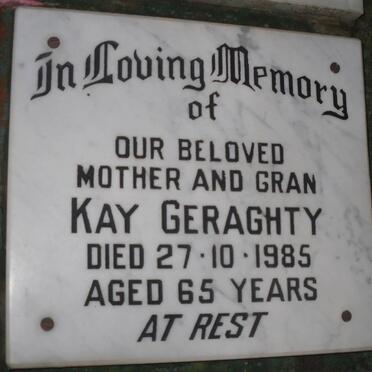 In Loving Memory
of
OUR BELOVED
MOTHER AND GRAN
KAY GERAGHTY
DIED 27·10·1985
AGED 65 YEARS
AT REST